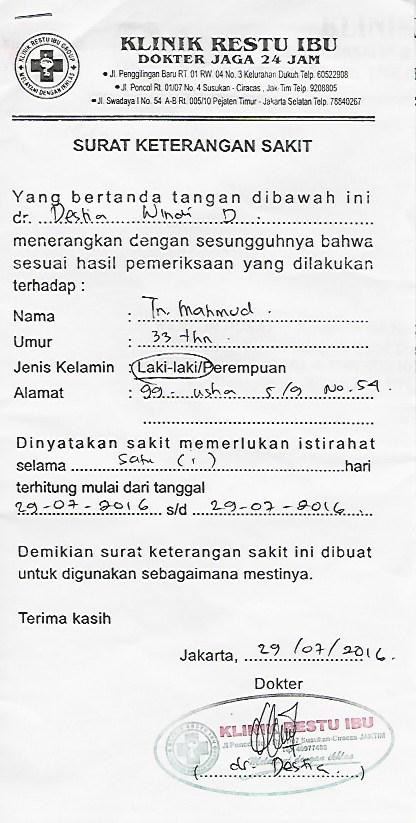 KLINIK RESTU IBU GROUP
MELAYANI DENGAN IKHLAS
KLINIK RESTU IBU
DOKTER JAGA 24 JAM
• Jl. Penggilingan Baru RT. 01 RW. 04 No. 3 Kelurahan Dukuh Telp. 60522908
• Jl. Poncol Rt. 01/07 No. 4 Susukan - Ciracas, Jak-Tim Telp. 9208805
• Jl. Swadaya I No. 54 A-B Rt. 005/10 Pejaten Timur - Jakarta Selatan Telp. 78840267
SURAT KETERANGAN SAKIT
Yang bertanda tangan dibawah ini
dr. Destia D.
menerangkan dengan sesungguhnya bahwa
sesuai hasil pemeriksaan yang dilakukan
terhadap :
Nama : Tn. Mahmud.
Umur : 33 thn.
Jenis Kelamin : Laki-laki/Perempuan
Alamat : gg. usha 5/9 No. 54.
Dinyatakan sakit memerlukan istirahat
selama satu (1) hari
terhitung mulai dari tanggal
29-07-2016 s/d 29-07-2016
Demikian surat keterangan sakit ini dibuat
untuk digunakan sebagaimana mestinya.
Terima kasih
Jakarta, 29/07/2016.
Dokter
KLINIK RESTU IBU
Jl Poncol Susukan-Ciracas JAKTIM
(dr. Destia)